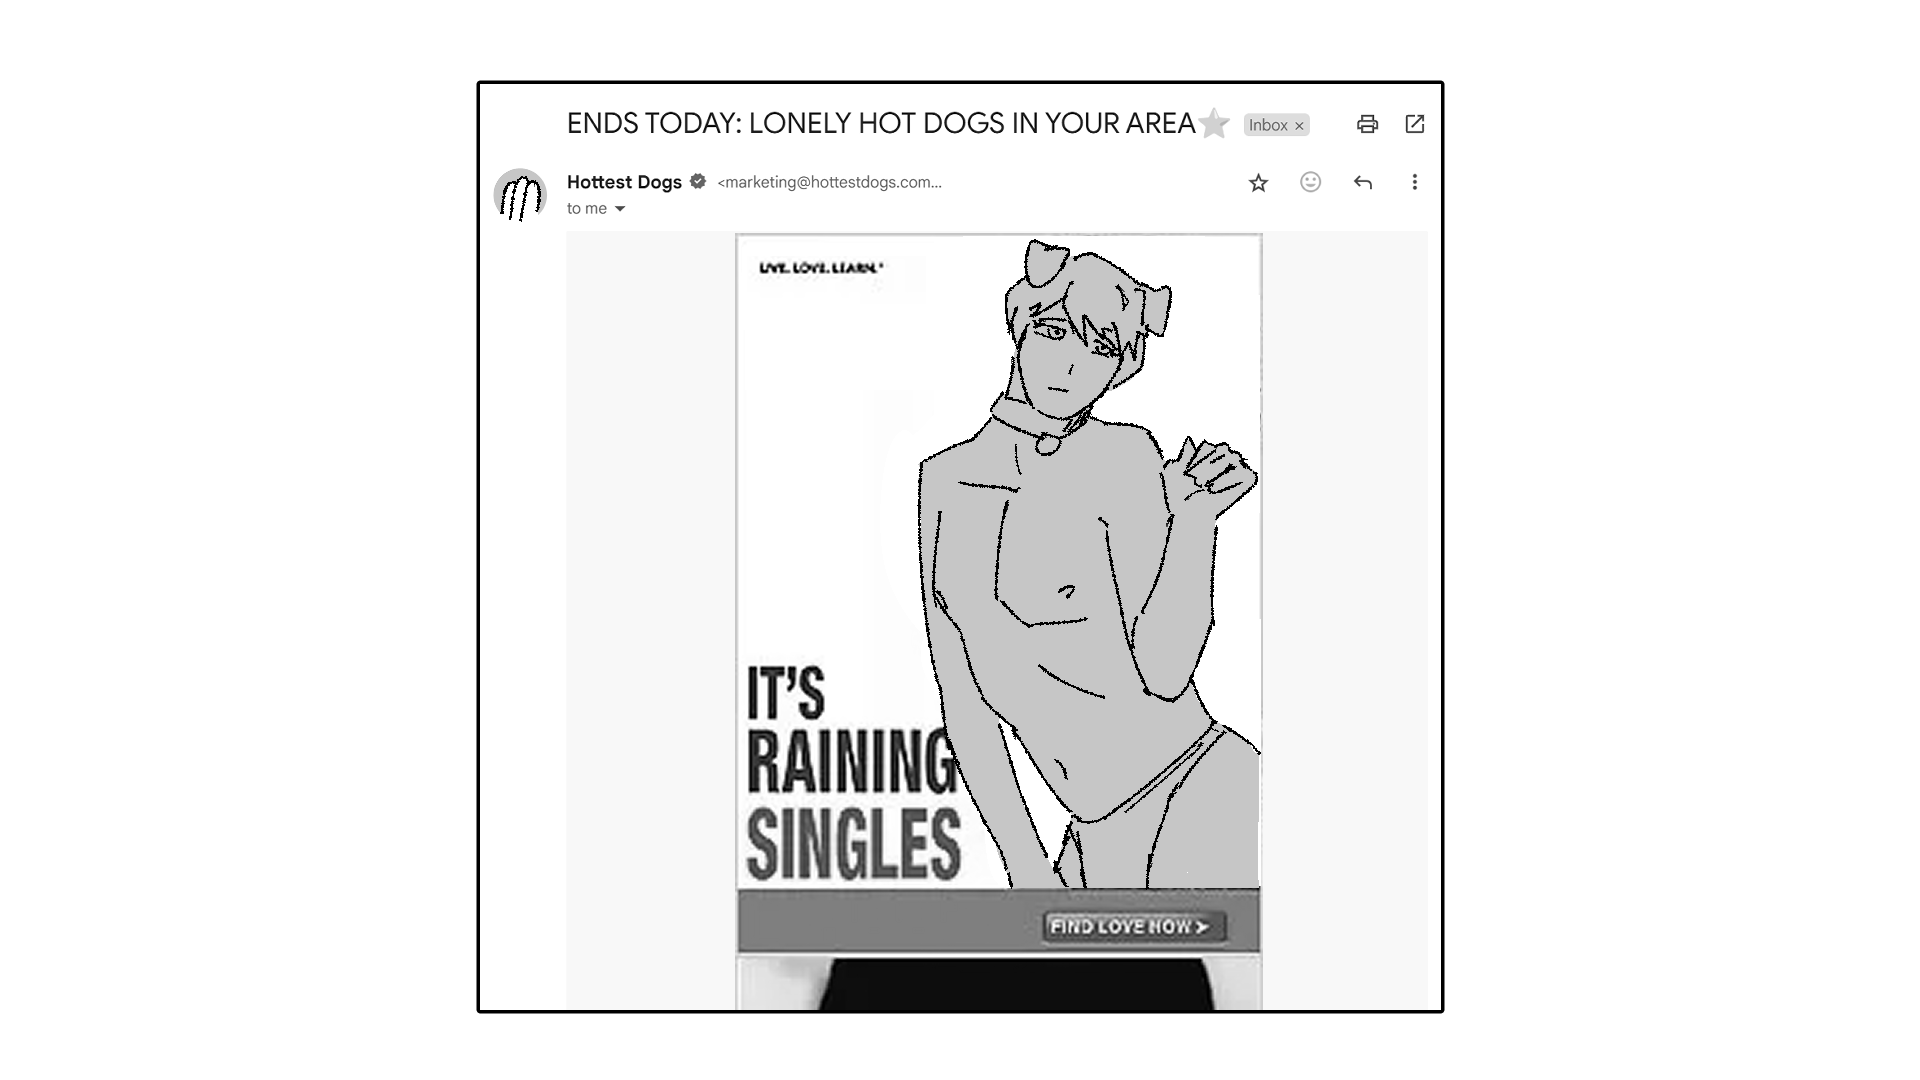 ENDS TODAY: LONELY HOT DOGS IN YOUR AREA
Inbox ×
Hottest Dogs <marketing@hottestdogs.com...
to me
LIVE. LOVE. LEARN.
IT'S
RAINING
SINGLES
FIND LOVE NOW >